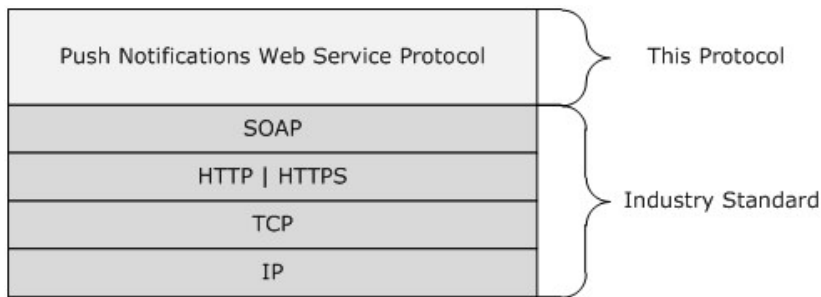 Push Notifications Web Service Protocol
This Protocol
SOAP
HTTP | HTTPS
Industry Standard
TCP
IP